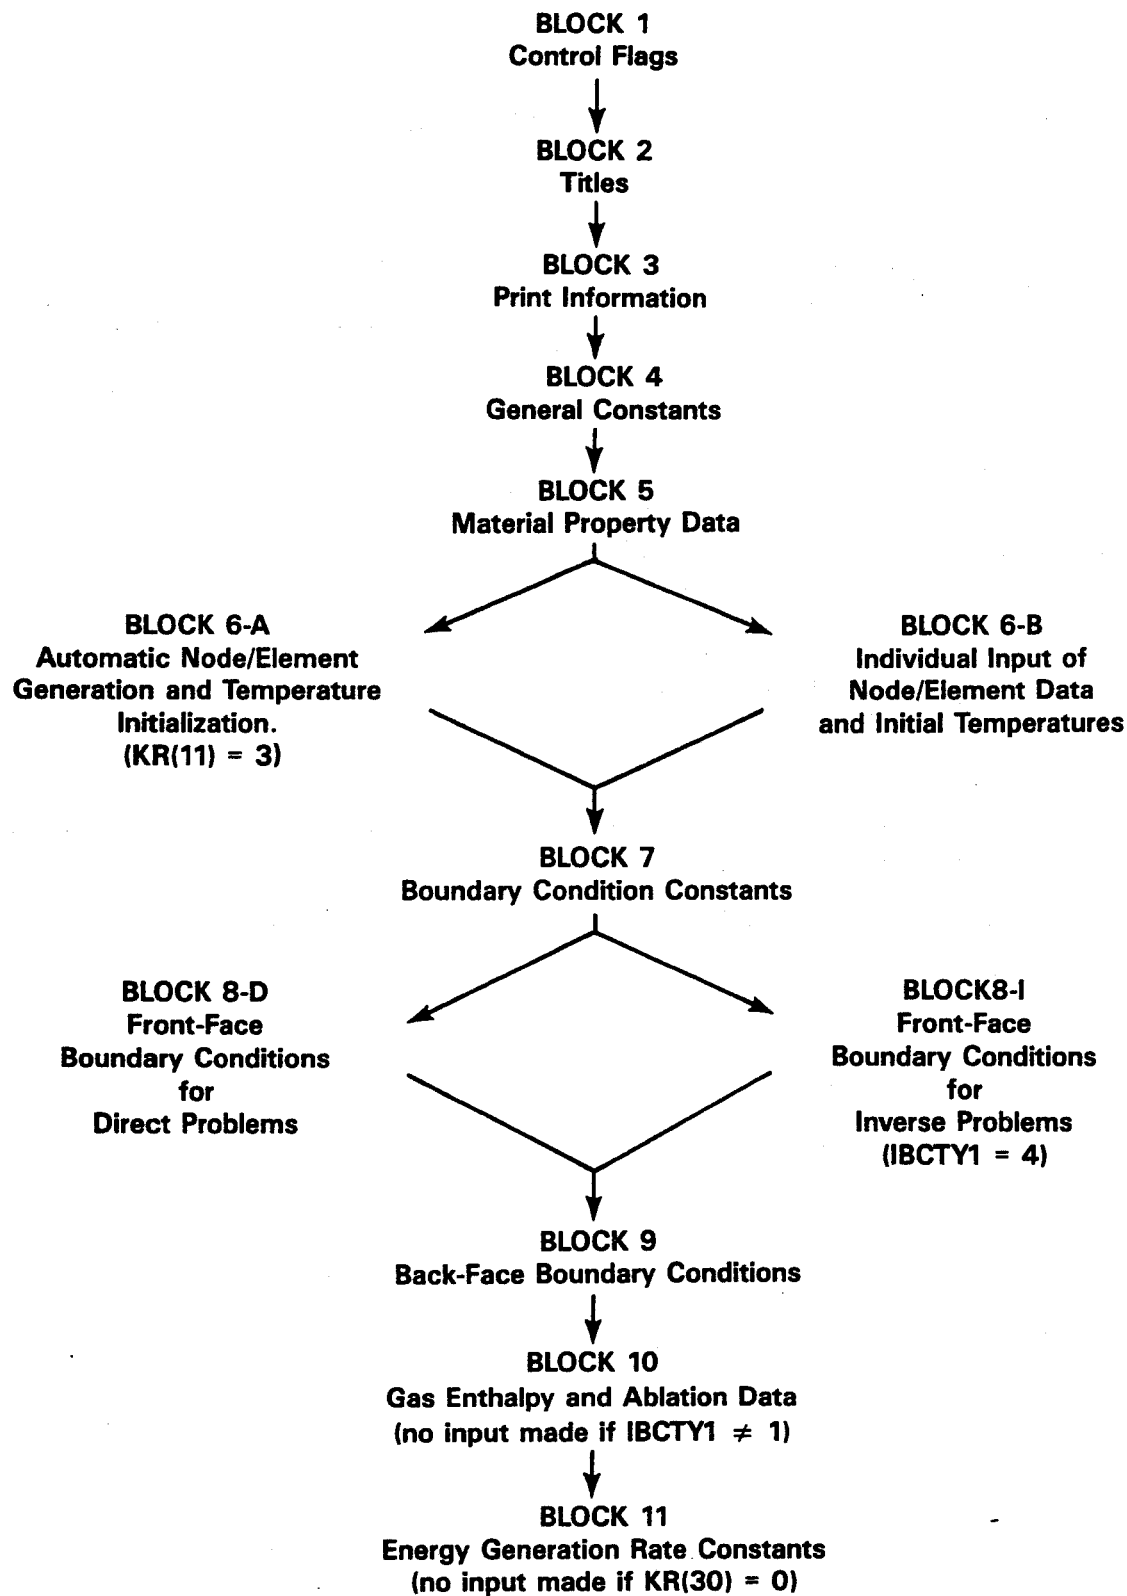 BLOCK 1
Control Flags
BLOCK 2
Titles
BLOCK 3
Print Information
BLOCK 4
General Constants
BLOCK 5
Material Property Data
BLOCK 6-A
Automatic Node/Element
Generation and Temperature
Initialization.
(KR(11) = 3)
BLOCK 6-B
Individual Input of
Node/Element Data
and Initial Temperatures
BLOCK 7
Boundary Condition Constants
BLOCK 8-D
Front-Face
Boundary Conditions
for
Direct Problems
BLOCK8-I
Front-Face
Boundary Conditions
for
Inverse Problems
(IBCTY1 = 4)
BLOCK 9
Back-Face Boundary Conditions
BLOCK 10
Gas Enthalpy and Ablation Data
(no input made if IBCTY1 ≠ 1)
BLOCK 11
Energy Generation Rate Constants
(no input made if KR(30) = 0)